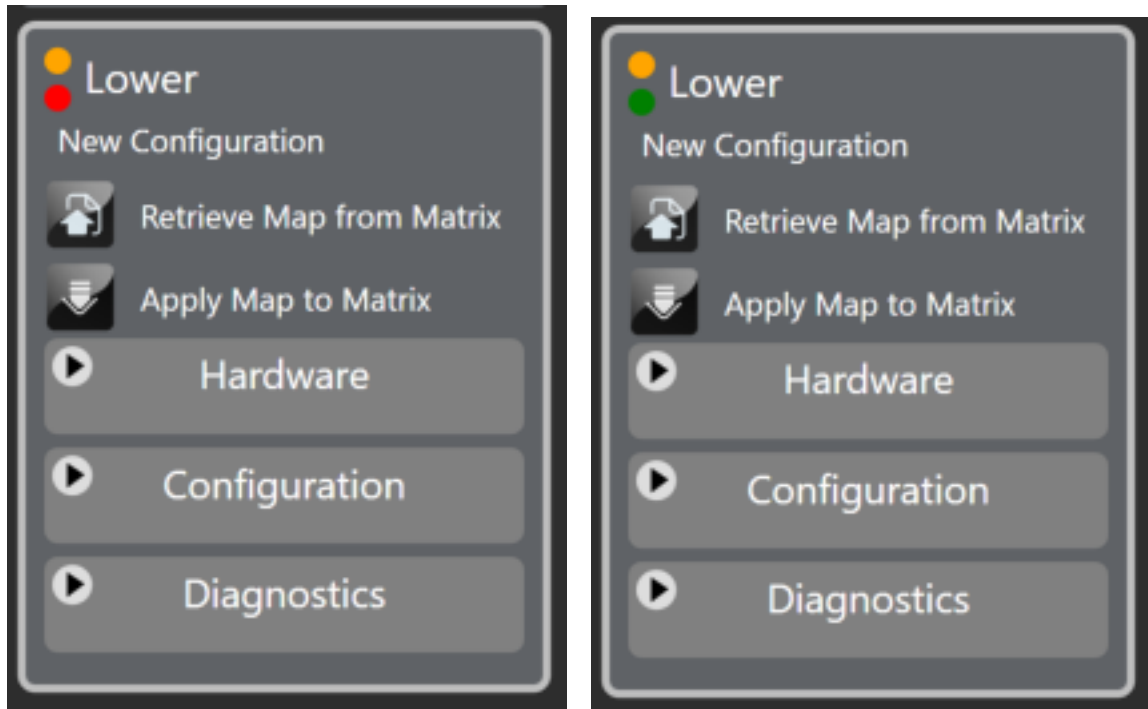 Lower
New Configuration
Retrieve Map from Matrix
Apply Map to Matrix
Hardware
Configuration
Diagnostics
Lower
New Configuration
Retrieve Map from Matrix
Apply Map to Matrix
Hardware
Configuration
Diagnostics